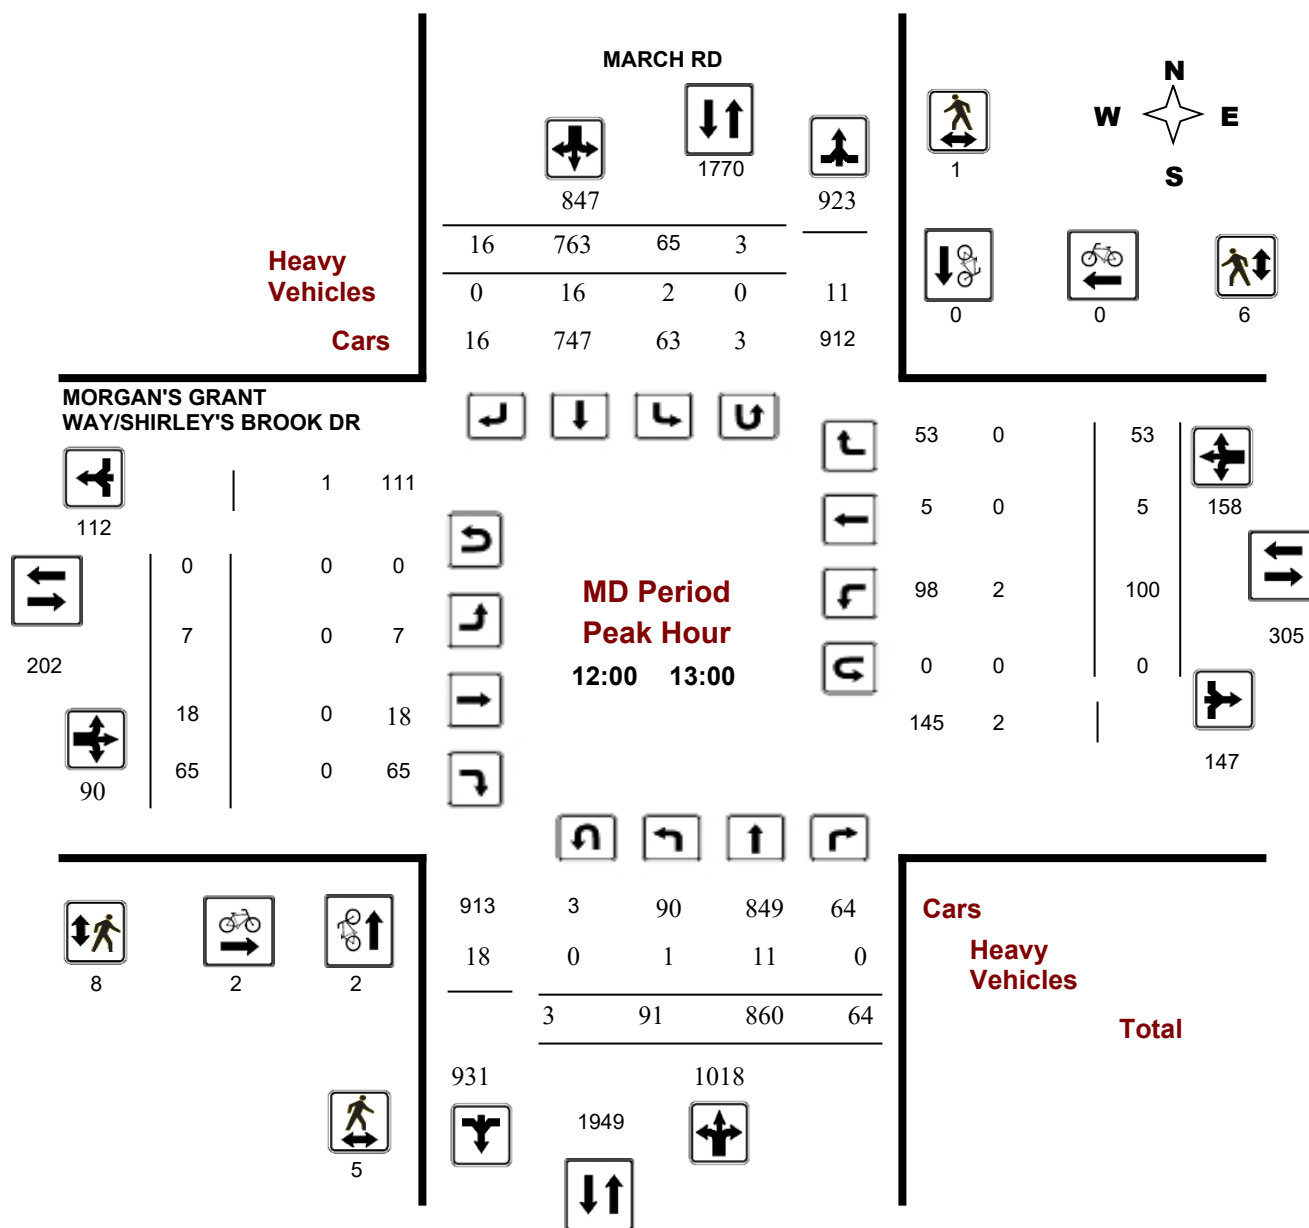 MARCH RD
N
W E
S
1770
1
847 923
16 763 65 3
Heavy
Vehicles
0 16 2 0 11
0 0 6
Cars 16 747 63 3 912
MORGAN'S GRANT
WAY/SHIRLEY'S BROOK DR
53 0 53
1 111
112
5 0 5 158
0 0 0
MD Period
98 2 100
7 0 7
Peak Hour
305
202
12:00 13:00
0 0 0
18 0 18
145 2
147
65 0 65
90
913 3 90 849 64 Cars
18 0 1 11 0 Heavy
Vehicles
8 2 2
3 91 860 64 Total
931 1018
1949
5